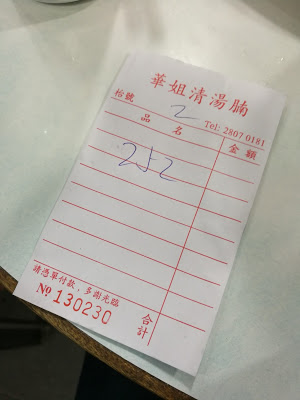 華姐清湯腩
枱號 2 Tel: 2807 0181
品名 金額
252
請憑單付款，多謝光臨
合計
No 130230